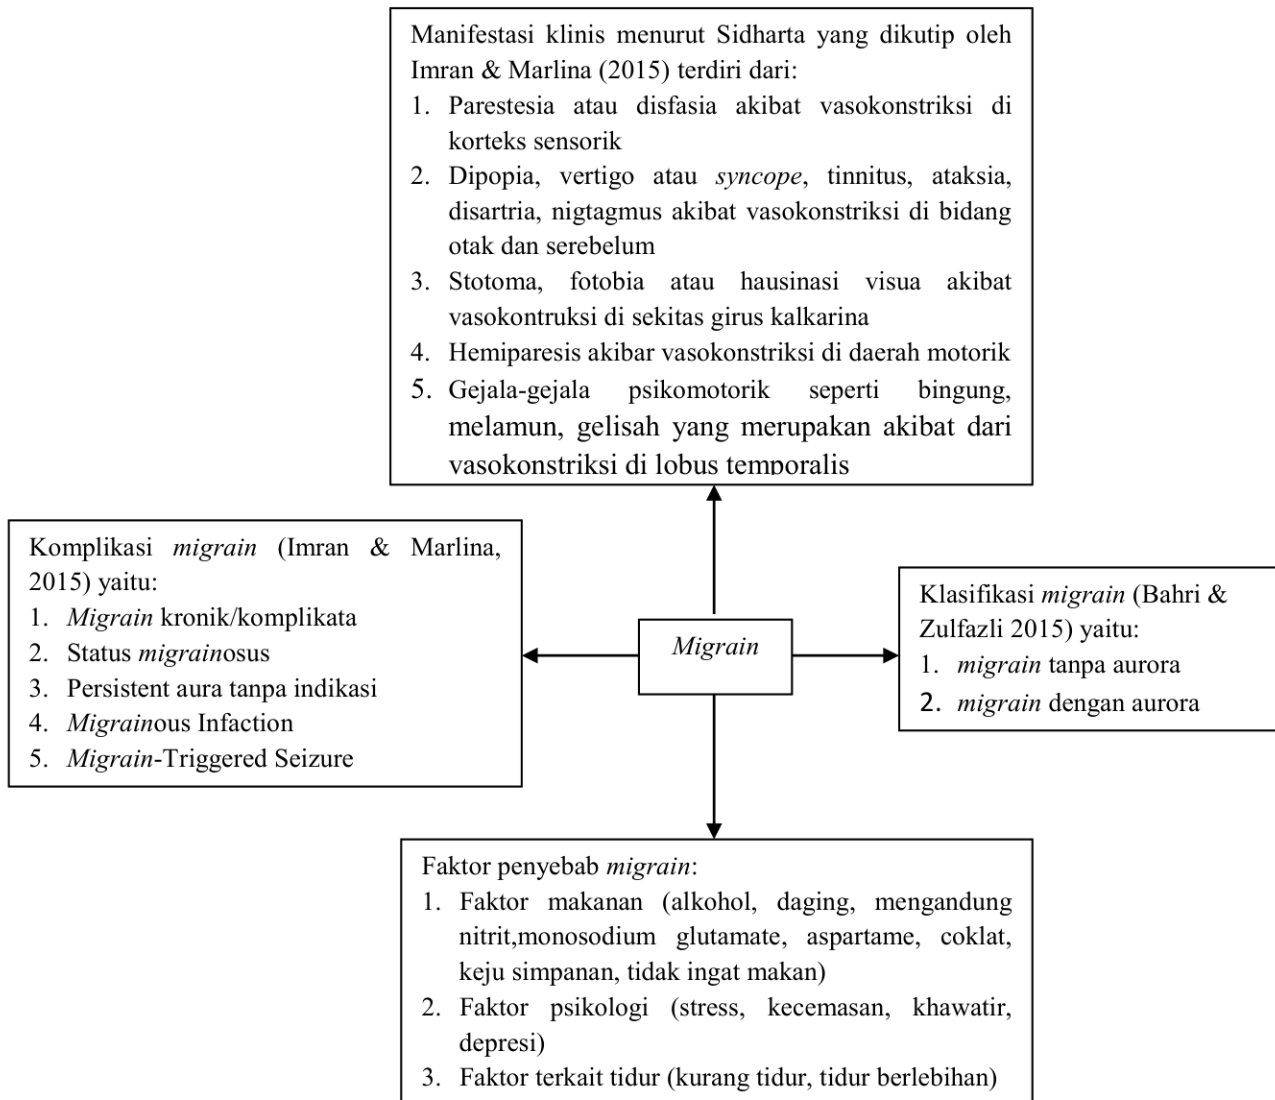 Manifestasi klinis menurut Sidharta yang dikutip oleh
Imran & Marlina (2015) terdiri dari:
1. Parestesia atau disfasia akibat vasokonstriksi di
korteks sensorik
2. Dipopia, vertigo atau syncope, tinnitus, ataksia,
disartria, nigtagmus akibat vasokonstriksi di bidang
otak dan serebelum
3. Stotoma, fotobia atau hausinasi visua akibat
vasokontruksi di sekitas girus kalkarina
4. Hemiparesis akibar vasokonstriksi di daerah motorik
5. Gejala-gejala psikomotorik seperti bingung,
melamun, gelisah yang merupakan akibat dari
vasokonstriksi di lobus temporalis
Komplikasi migrain (Imran & Marlina,
2015) yaitu:
1. Migrain kronik/komplikata
2. Status migrainosus
3. Persistent aura tanpa indikasi
4. Migrainous Infaction
5. Migrain-Triggered Seizure
Migrain
Klasifikasi migrain (Bahri &
Zulfazli 2015) yaitu:
1. migrain tanpa aurora
2. migrain dengan aurora
Faktor penyebab migrain:
1. Faktor makanan (alkohol, daging, mengandung
nitrit,monosodium glutamate, aspartame, coklat,
keju simpanan, tidak ingat makan)
2. Faktor psikologi (stress, kecemasan, khawatir,
depresi)
3. Faktor terkait tidur (kurang tidur, tidur berlebihan)